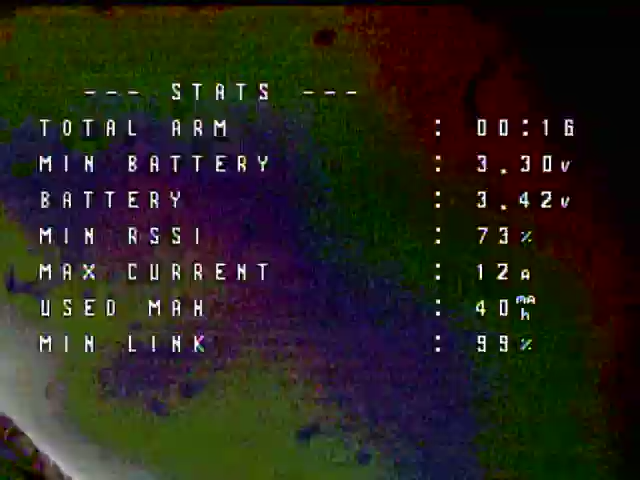 --- STATS ---
TOTAL ARM : 00:16
MIN BATTERY : 3.30V
BATTERY : 3.42V
MIN RSSI : 73%
MAX CURRENT : 12A
USED MAH : 40mAh
MIN LINK : 99%